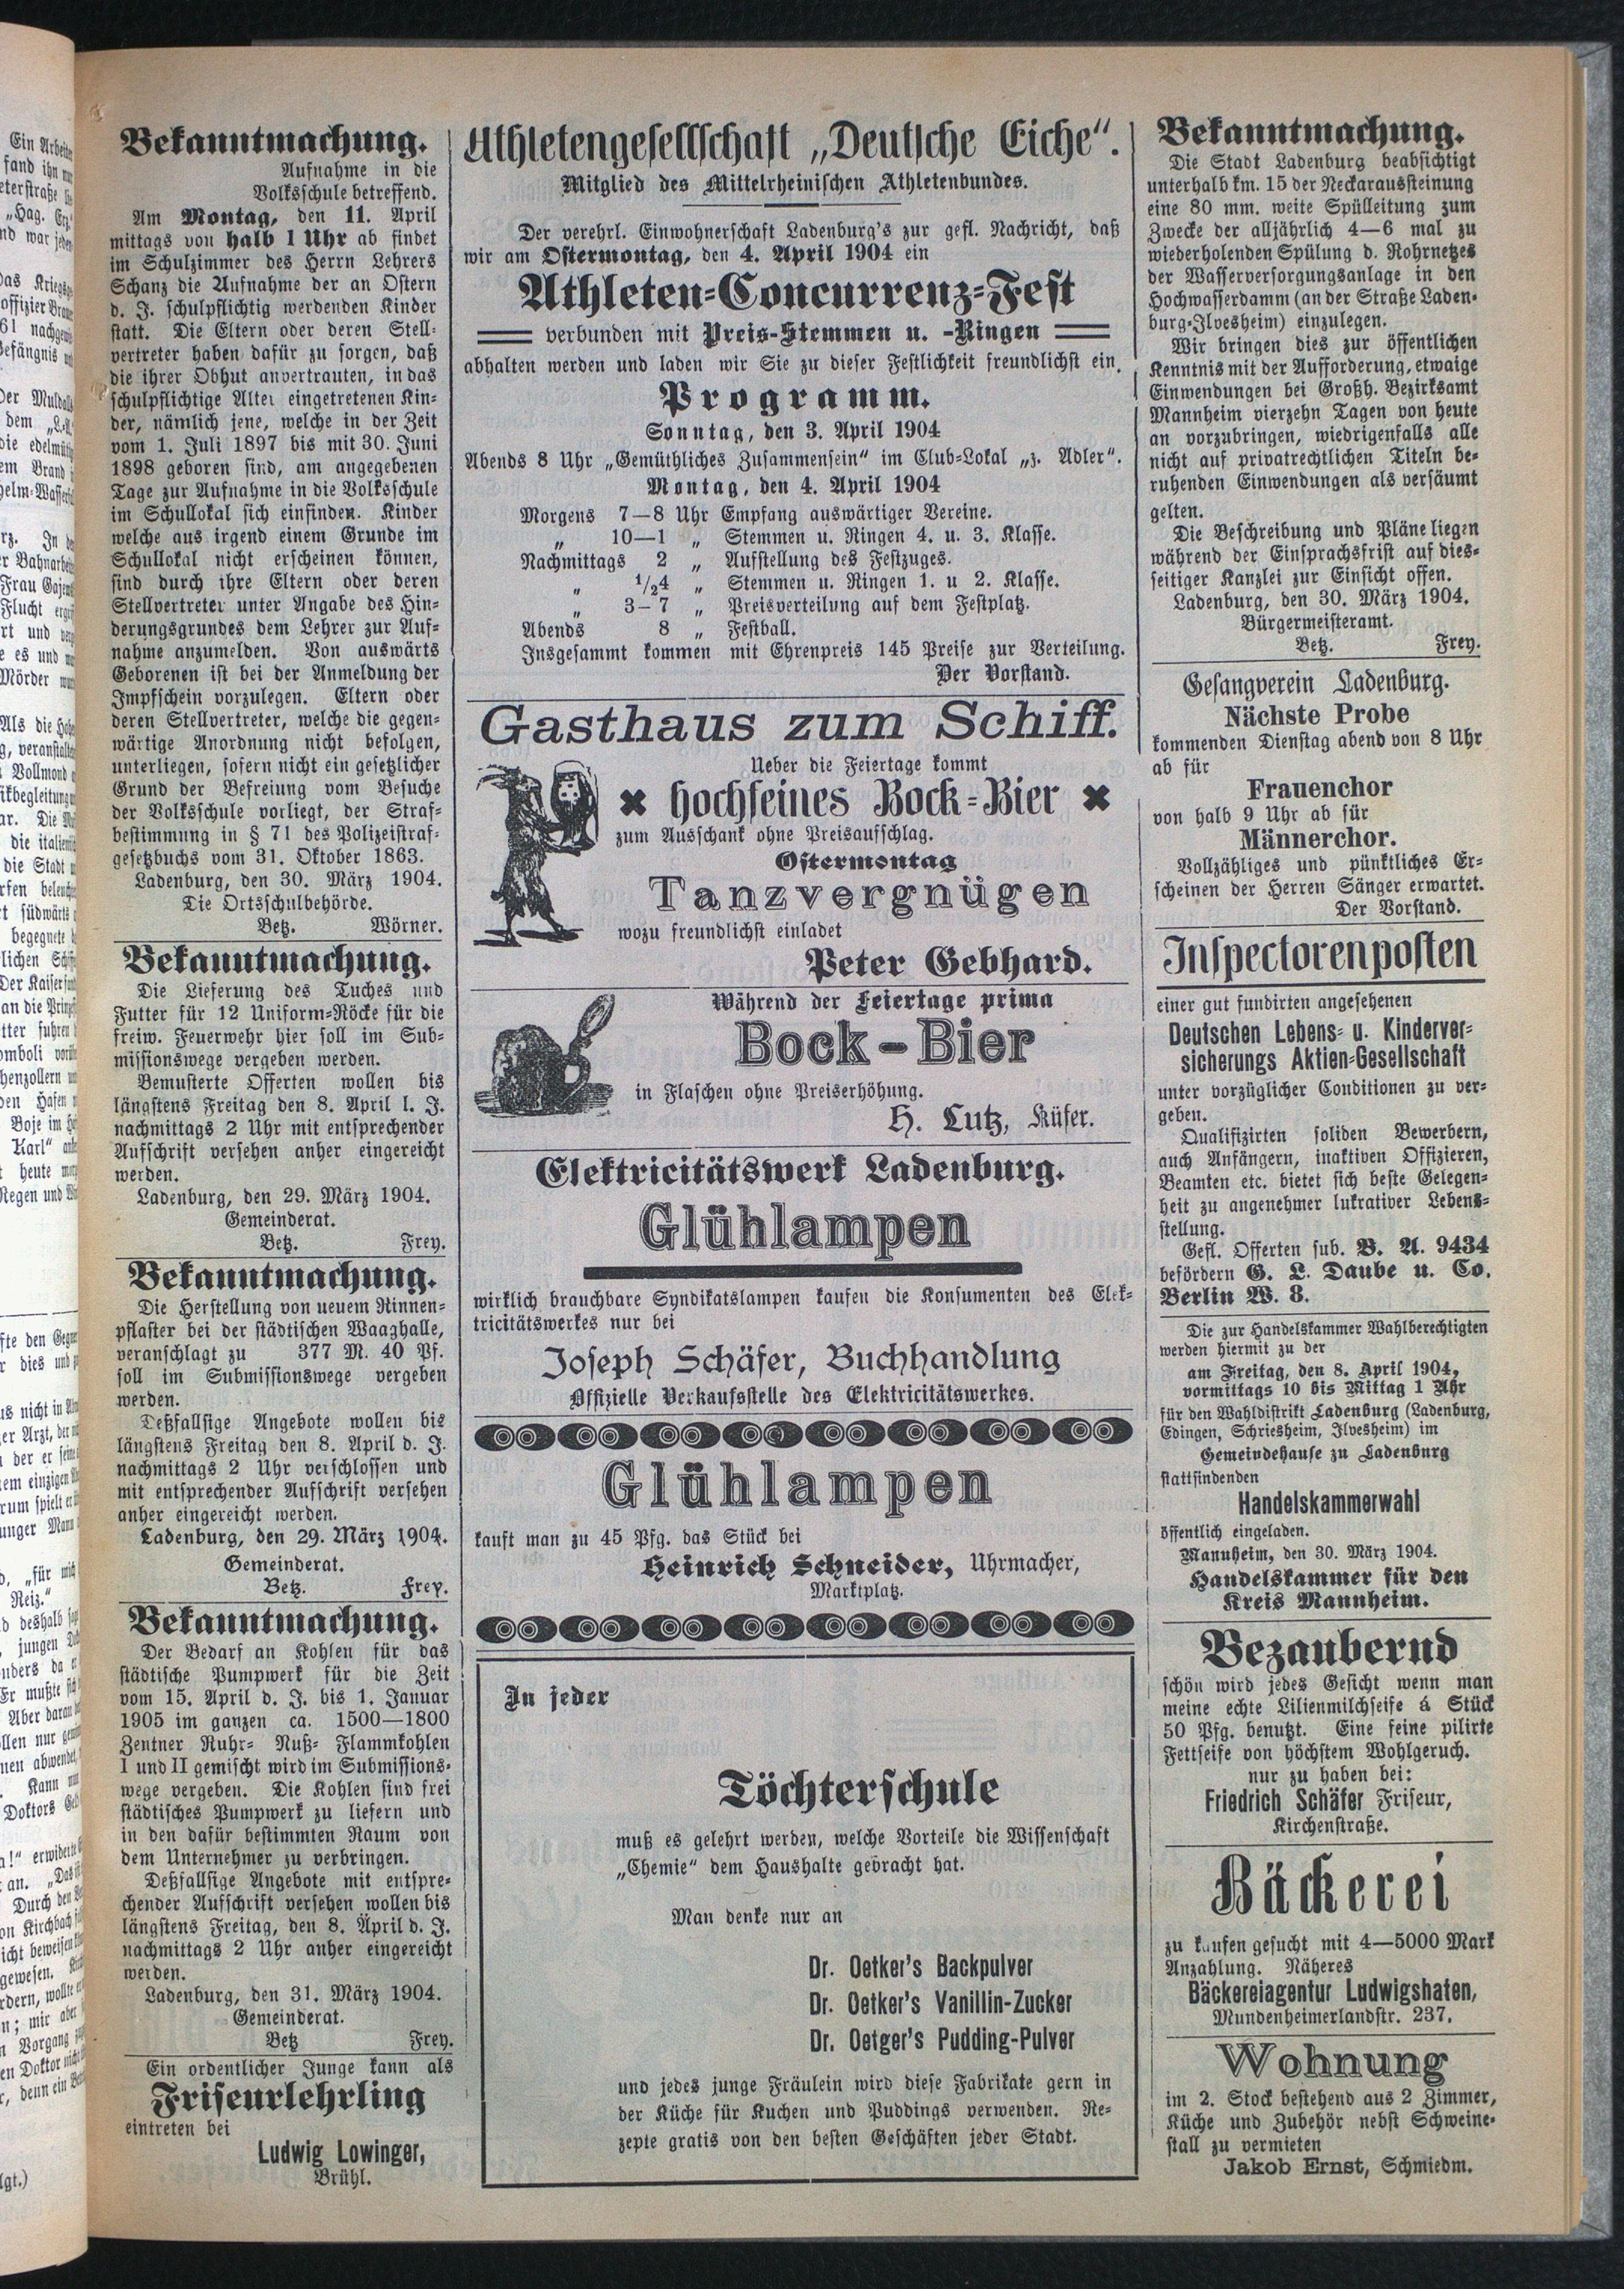 Bekanntmachung.
Aufnahme in die
Volksschule betreffend.
Am Montag, den 11. April
mittags von halb 1 Uhr ab findet
im Schulzimmer des Herrn Lehrers
Schanz die Aufnahme der an Ostern
d. J. schulpflichtig werdenden Kinder
statt. Die Eltern oder deren Stell-
vertreter haben dafür zu sorgen, daß
die ihrer Obhut anvertrauten, in das
schulpflichtige Alter eingetretenen Kin-
der, nämlich jene, welche in der Zeit
vom 1. Juli 1897 bis mit 30. Juni
1898 geboren sind, am angegebenen
Tage zur Aufnahme in die Volksschule
im Schullokal sich einfinden. Kinder
welche aus irgend einem Grunde im
Schullokal nicht erscheinen können,
sind durch ihre Eltern oder deren
Stellvertreter unter Angabe des Hin-
derungsgrundes dem Lehrer zur Auf-
nahme anzumelden. Von auswärts
Geborenen ist bei der Anmeldung der
Impfschein vorzulegen. Eltern oder
deren Stellvertreter, welche die gegen-
wärtige Anordnung nicht befolgen,
unterliegen, sofern nicht ein gesetzlicher
Grund der Befreiung vom Besuche
der Volksschule vorliegt, der Straf-
bestimmung in § 71 des Polizeistraf-
gesetzbuchs vom 31. Oktober 1863.
Ladenburg, den 30. März 1904.
Die Ortsschulbehörde.
Betz. Wörner.
Bekanntmachung.
Die Lieferung des Tuches und
Futter für 12 Uniform-Röcke für die
freiw. Feuerwehr hier soll im Sub-
missionswege vergeben werden.
Bemusterte Offerten wollen bis
längstens Freitag den 8. April l. J.
nachmittags 2 Uhr mit entsprechender
Aufschrift versehen anher eingereicht
werden.
Ladenburg, den 29. März 1904.
Gemeinderat.
Betz. Frey.
Bekanntmachung.
Die Herstellung von neuem Rinnen-
pflaster bei der städtischen Waaghalle,
veranschlagt zu 377 M. 40 Pf.
soll im Submissionswege vergeben
werden.
Deßfallsige Angebote wollen bis
längstens Freitag den 8. April d. J.
nachmittags 2 Uhr verschlossen und
mit entsprechender Aufschrift versehen
anher eingereicht werden.
Ladenburg, den 29. März 1904.
Gemeinderat.
Betz. Frey.
Bekanntmachung.
Der Bedarf an Kohlen für das
städtische Pumpwerk für die Zeit
vom 15. April d. J. bis 1. Januar
1905 im ganzen ca. 1500—1800
Zentner Ruhr- Nuß- Flammkohlen
I und II gemischt wird im Submissions-
wege vergeben. Die Kohlen sind frei
städtisches Pumpwerk zu liefern und
in den dafür bestimmten Raum von
dem Unternehmer zu verbringen.
Deßfallsige Angebote mit entspre-
chender Aufschrift versehen wollen bis
längstens Freitag, den 8. April d. J.
nachmittags 2 Uhr anher eingereicht
werden.
Ladenburg, den 31. März 1904.
Gemeinderat.
Betz Frey.
Ein ordentlicher Junge kann als
Friseurlehrling
eintreten bei
Ludwig Lowinger,
Brühl.
Athletengesellschaft „Deutsche Eiche".
Mitglied des Mittelrheinischen Athletenbundes.
Der verehrl. Einwohnerschaft Ladenburg's zur gefl. Nachricht, daß
wir am Ostermontag, den 4. April 1904 ein
Athleten-Concurrenz-Fest
verbunden mit Preis-Stemmen u. -Ringen
abhalten werden und laden wir Sie zu dieser Festlichkeit freundlichst ein.
Programm.
Sonntag, den 3. April 1904
Abends 8 Uhr „Gemüthliches Zusammensein" im Club-Lokal „z. Adler".
Montag, den 4. April 1904
Morgens 7—8 Uhr Empfang auswärtiger Vereine.
„ 10—1 „ Stemmen u. Ringen 4. u. 3. Klasse.
Nachmittags 2 „ Aufstellung des Festzuges.
„ 1/24 „ Stemmen u. Ringen 1. u 2. Klasse.
„ 3—7 „ Preisverteilung auf dem Festplatz.
Abends 8 „ Festball.
Insgesammt kommen mit Ehrenpreis 145 Preise zur Verteilung.
Der Vorstand.
Gasthaus zum Schiff.
Ueber die Feiertage kommt
hochfeines Bock-Bier
zum Ausschank ohne Preisaufschlag.
Ostermontag
Tanzvergnügen
wozu freundlichst einladet
Peter Gebhard.
Während der Feiertage prima
Bock-Bier
in Flaschen ohne Preiserhöhung.
H. Lutz, Küfer.
Elektricitätswerk Ladenburg.
Glühlampen
wirklich brauchbare Syndikatslampen kaufen die Konsumenten des Elek-
tricitätswerkes nur bei
Joseph Schäfer, Buchhandlung
Offizielle Verkaufsstelle des Elektricitätswerkes.
Glühlampen
kauft man zu 45 Pfg. das Stück bei
Heinrich Schneider, Uhrmacher,
Marktplatz.
In jeder
Töchterschule
muß es gelehrt werden, welche Vorteile die Wissenschaft
„Chemie" dem Haushalte gebracht hat.
Man denke nur an
Dr. Oetker's Backpulver
Dr. Oetker's Vanillin-Zucker
Dr. Oetger's Pudding-Pulver
und jedes junge Fräulein wird diese Fabrikate gern in
der Küche für Kuchen und Puddings verwenden. Re-
zepte gratis von den besten Geschäften jeder Stadt.
Bekanntmachung.
Die Stadt Ladenburg beabsichtigt
unterhalb km. 15 der Neckaraussteinung
eine 80 mm. weite Spülleitung zum
Zwecke der alljährlich 4—6 mal zu
wiederholenden Spülung d. Rohrnetzes
der Wasserversorgungsanlage in den
Hochwasserdamm (an der Straße Laden-
burg-Ilvesheim) einzulegen.
Wir bringen dies zur öffentlichen
Kenntnis mit der Aufforderung, etwaige
Einwendungen bei Großh. Bezirksamt
Mannheim vierzehn Tagen von heute
an vorzubringen, wiedrigenfalls alle
nicht auf privatrechtlichen Titeln be-
ruhenden Einwendungen als versäumt
gelten.
Die Beschreibung und Pläne liegen
während der Einsprachsfrist auf dies-
seitiger Kanzlei zur Einsicht offen.
Ladenburg, den 30. März 1904.
Bürgermeisteramt.
Betz. Frey.
Gesangverein Ladenburg.
Nächste Probe
kommenden Dienstag abend von 8 Uhr
ab für
Frauenchor
von halb 9 Uhr ab für
Männerchor.
Vollzähliges und pünktliches Er-
scheinen der Herren Sänger erwartet.
Der Vorstand.
Inspectorenposten
einer gut fundirten angesehenen
Deutschen Lebens- u. Kinderver-
sicherungs Aktien-Gesellschaft
unter vorzüglicher Conditionen zu ver-
geben.
Qualifizirten soliden Bewerbern,
auch Anfängern, inaktiven Offizieren,
Beamten etc. bietet sich beste Gelegen-
heit zu angenehmer lukrativer Lebens-
stellung.
Gefl. Offerten sub. B. A. 9434
befördern G. L. Daube u. Co.
Berlin W. 8.
Die zur Handelskammer Wahlberechtigten
werden hiermit zu der
am Freitag, den 8. April 1904,
vormittags 10 bis Mittag 1 Uhr
für den Wahldistrikt Ladenburg (Ladenburg,
Edingen, Schriesheim, Ilvesheim) im
Gemeindehause zu Ladenburg
stattfindenden
Handelskammerwahl
öffentlich eingeladen.
Mannheim, den 30. März 1904.
Handelskammer für den
Kreis Mannheim.
Bezaubernd
schön wird jedes Gesicht wenn man
meine echte Lilienmilchseife á Stück
50 Pfg. benutzt. Eine feine pilirte
Fettseife von höchstem Wohlgeruch.
nur zu haben bei:
Friedrich Schäfer Friseur,
Kirchenstraße.
Bäckerei
zu kaufen gesucht mit 4—5000 Mark
Anzahlung. Näheres
Bäckereiagentur Ludwigshaten,
Mundenheimerlandstr. 237.
Wohnung
im 2. Stock bestehend aus 2 Zimmer,
Küche und Zubehör nebst Schweine-
stall zu vermieten
Jakob Ernst, Schmiedm.